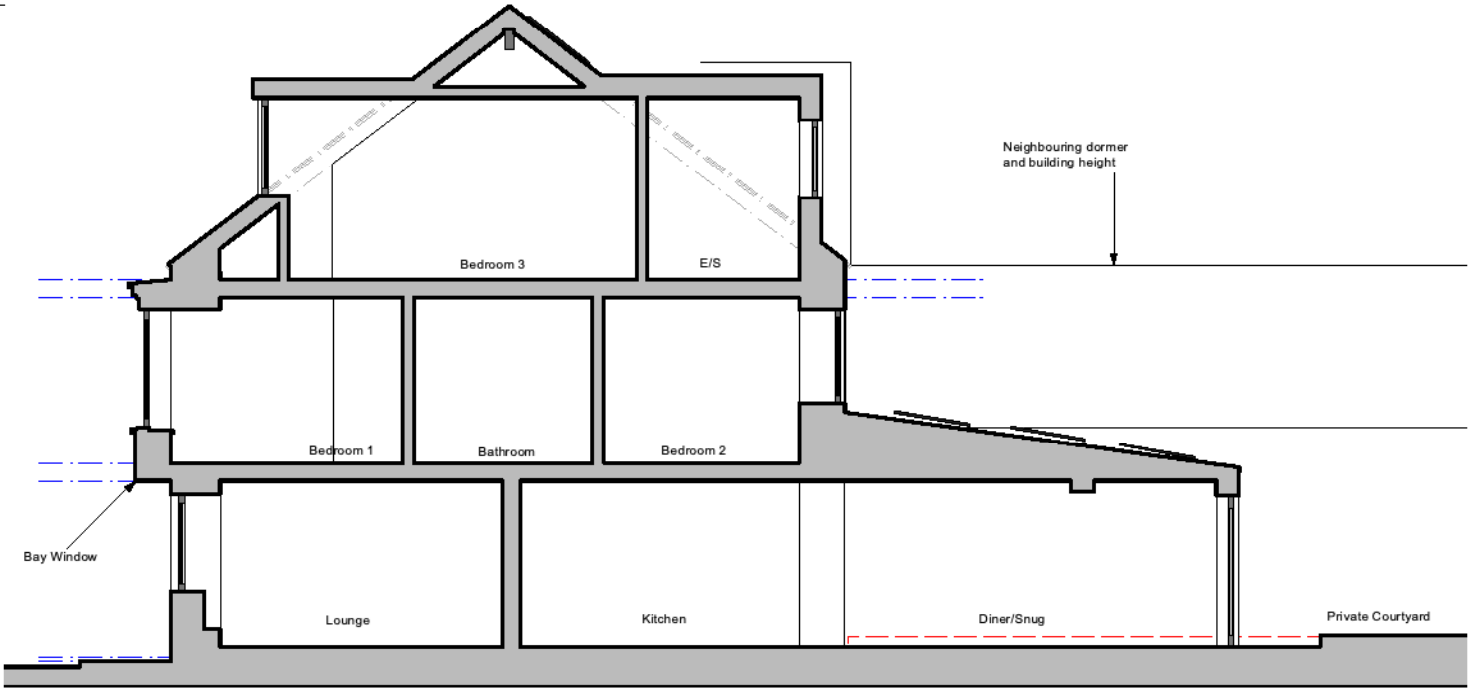 Neighbouring dormer
and building height
Bedroom 3
E/S
Bedroom 1
Bathroom
Bedroom 2
Bay Window
Lounge
Kitchen
Diner/Snug
Private Courtyard